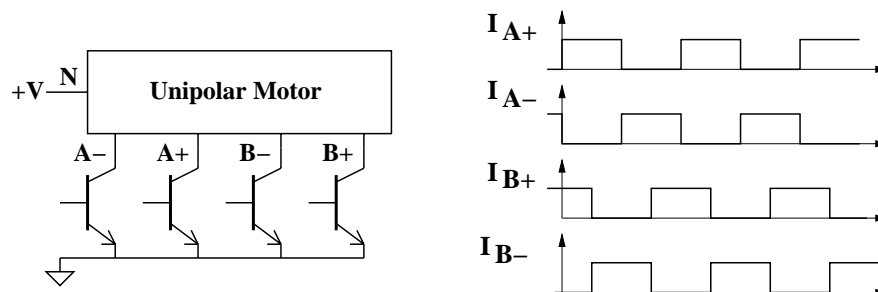 +V N
Unipolar Motor
A− A+ B− B+
I A+
I A−
I B+
I B−